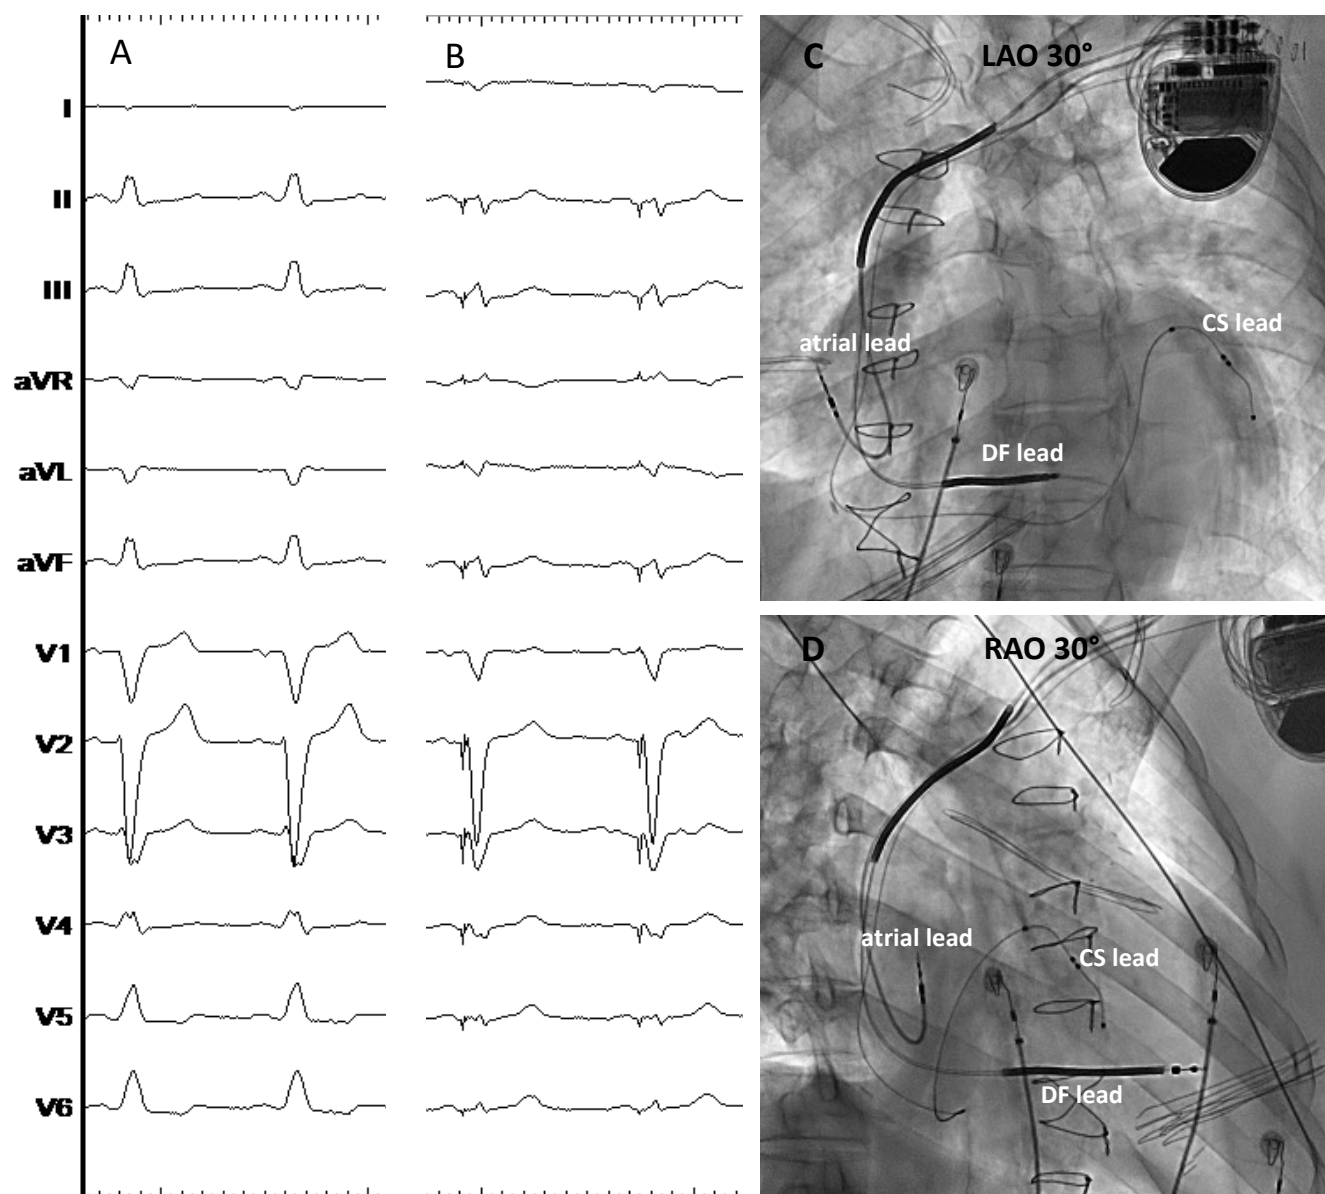 A
B
I
II
III
aVR
aVL
aVF
V1
V2
V3
V4
V5
V6
C
LAO 30°
CS lead
atrial lead
DF lead
D
RAO 30°
atrial lead
CS lead
DF lead